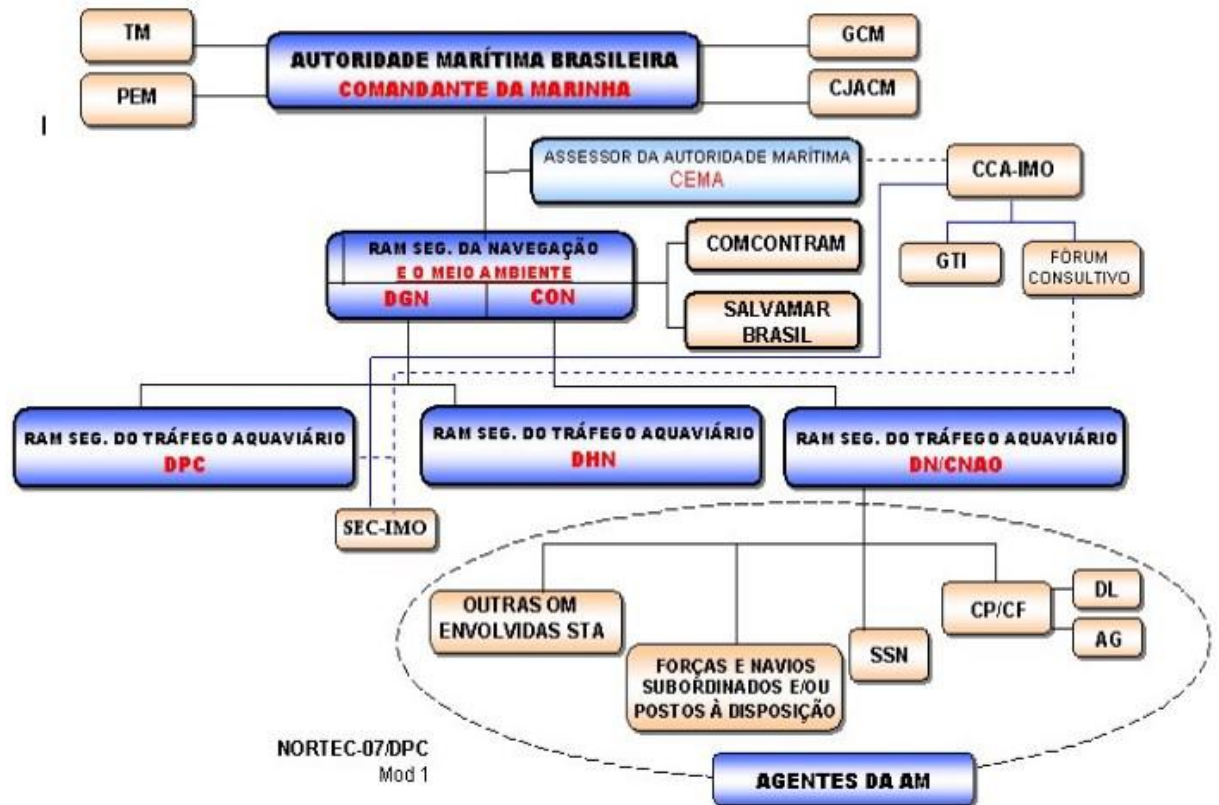 TM
GCM
AUTORIDADE MARÍTIMA BRASILEIRA
COMANDANTE DA MARINHA
PEM
CJACM
ASSESSOR DA AUTORIDADE MARÍTIMA
CEMA
CCA-IMO
RAM SEG. DA NAVEGAÇÃO
E O MEIO AMBIENTE
DGN
CON
COMCONTRAM
SALVAMAR
BRASIL
GTI
FÓRUM
CONSULTIVO
RAM SEG. DO TRÁFEGO AQUAVIÁRIO
DPC
RAM SEG. DO TRÁFEGO AQUAVIÁRIO
DHN
RAM SEG. DO TRÁFEGO AQUAVIÁRIO
DN/CNAO
SEC-IMO
OUTRAS OM
ENVOLVIDAS STA
FORÇAS E NAVIOS
SUBORDINADOS E/OU
POSTOS À DISPOSIÇÃO
SSN
CP/CF
DL
AG
NORTEC-07/DPC
Mod 1
AGENTES DA AM